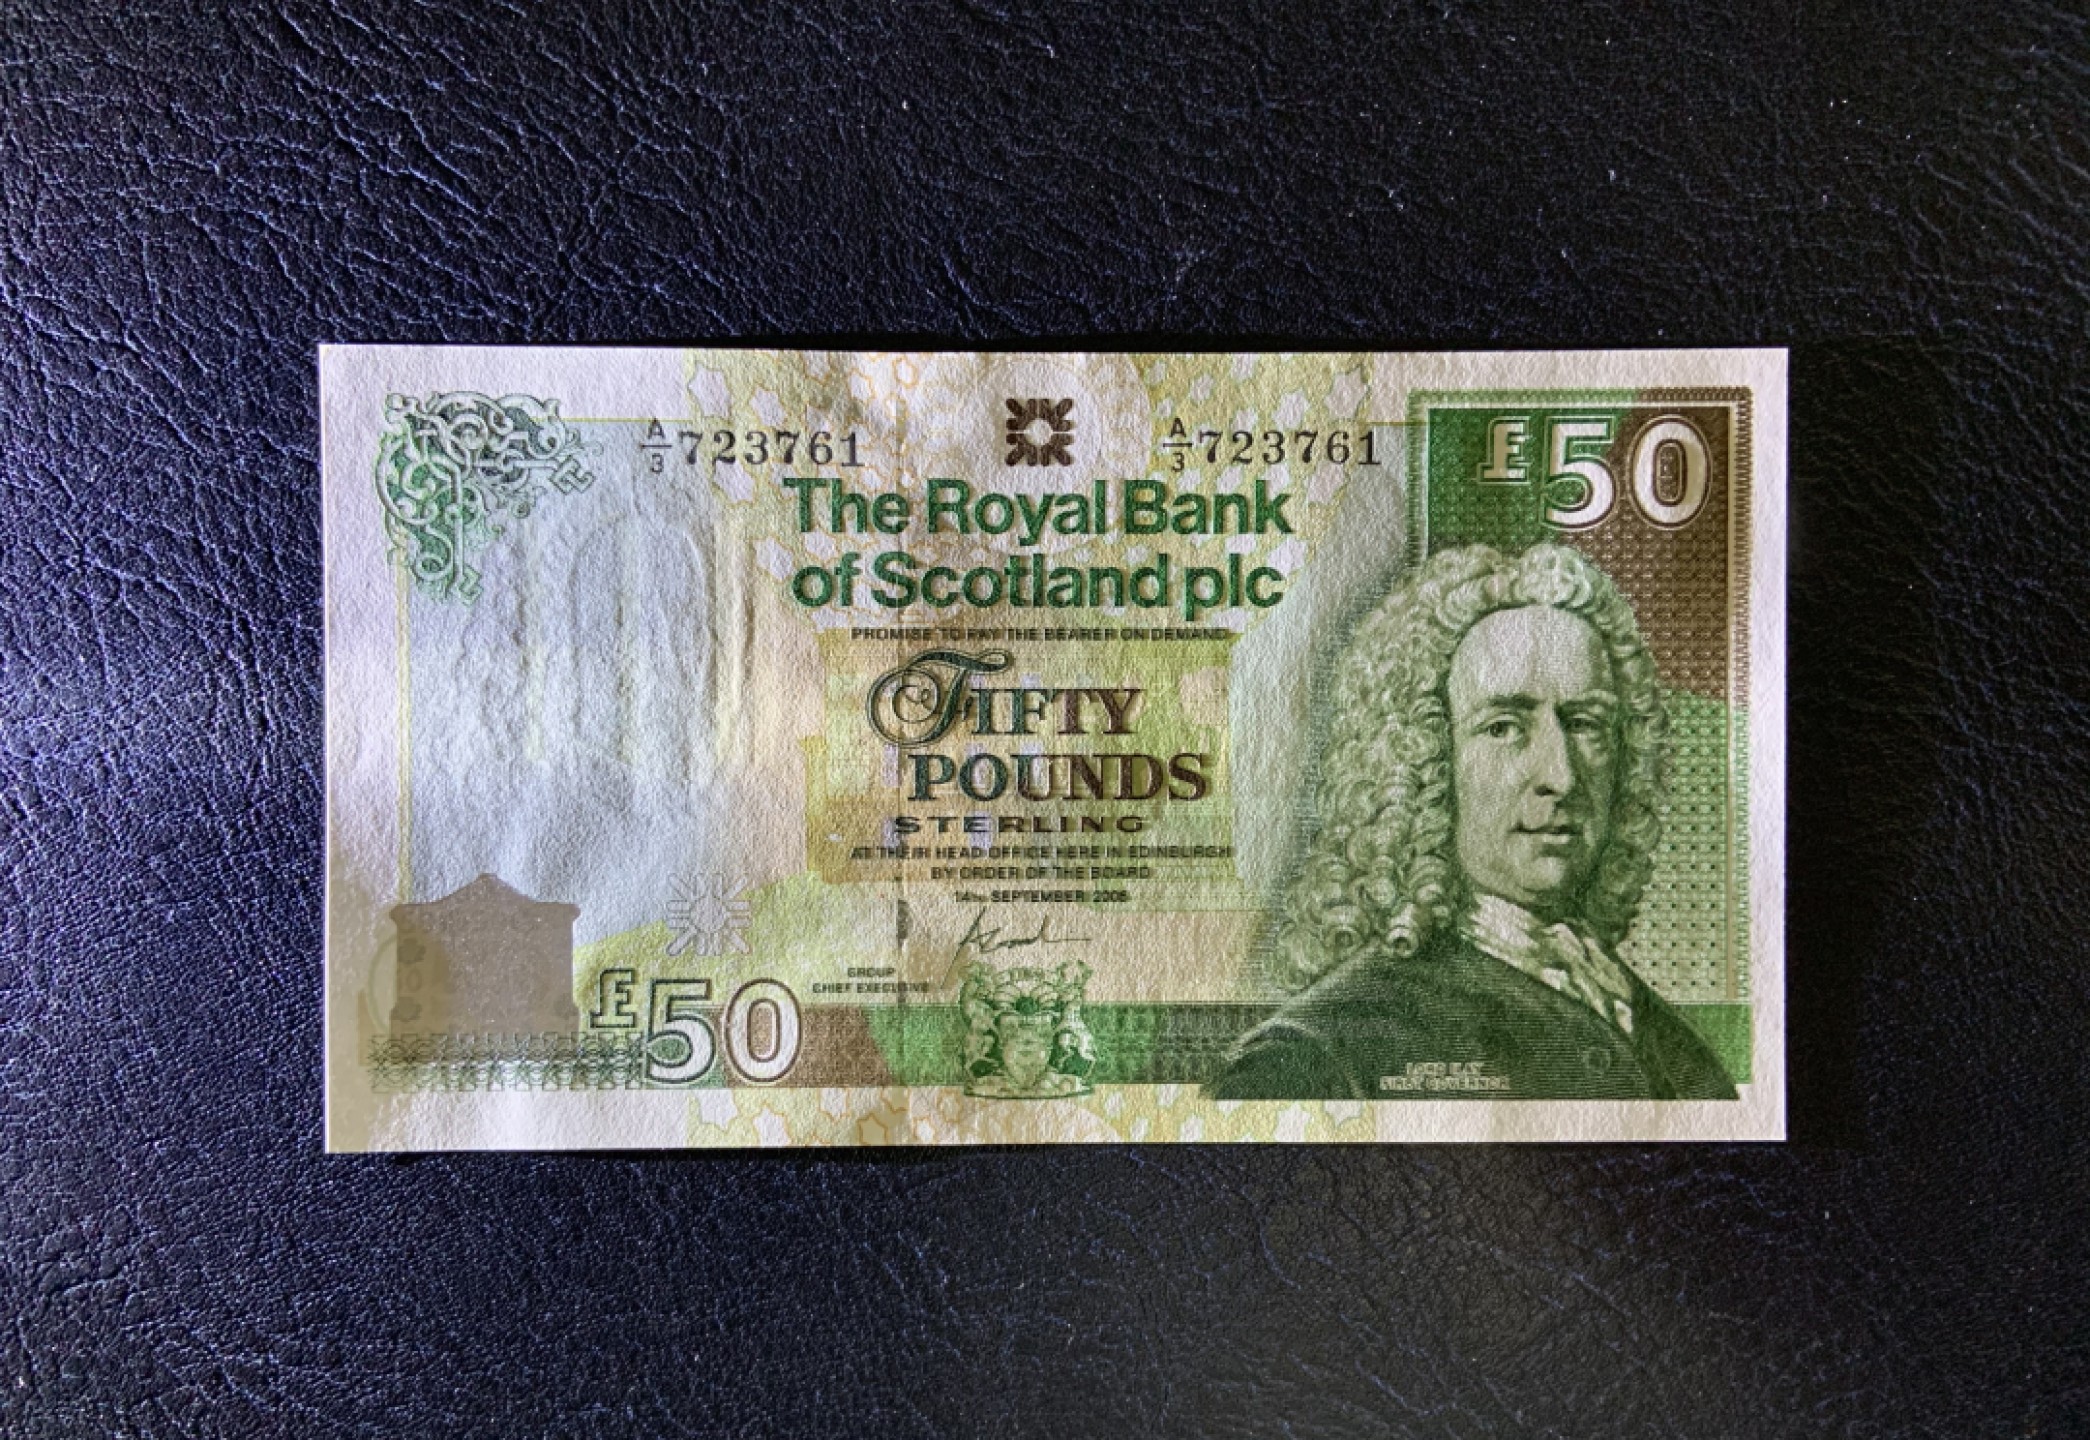 A/3 723761
A/3 723761
£50
The Royal Bank
of Scotland plc
PROMISE TO PAY THE BEARER ON DEMAND
FIFTY
POUNDS
STERLING
AT THEIR HEAD OFFICE HERE IN EDINBURGH
BY ORDER OF THE BOARD
14TH SEPTEMBER 2005
GROUP
CHIEF EXECUTIVE
£50
LORD ILAY
FIRST GOVERNOR